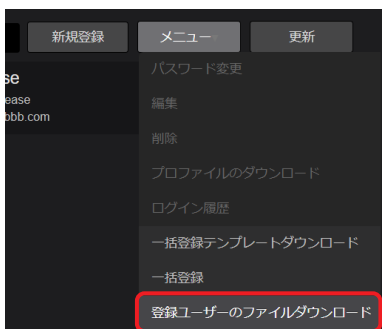 新規登録
メニュー
更新
se
ease
bbb.com
パスワード変更
編集
削除
プロファイルのダウンロード
ログイン履歴
一括登録テンプレートダウンロード
一括登録
登録ユーザーのファイルダウンロード